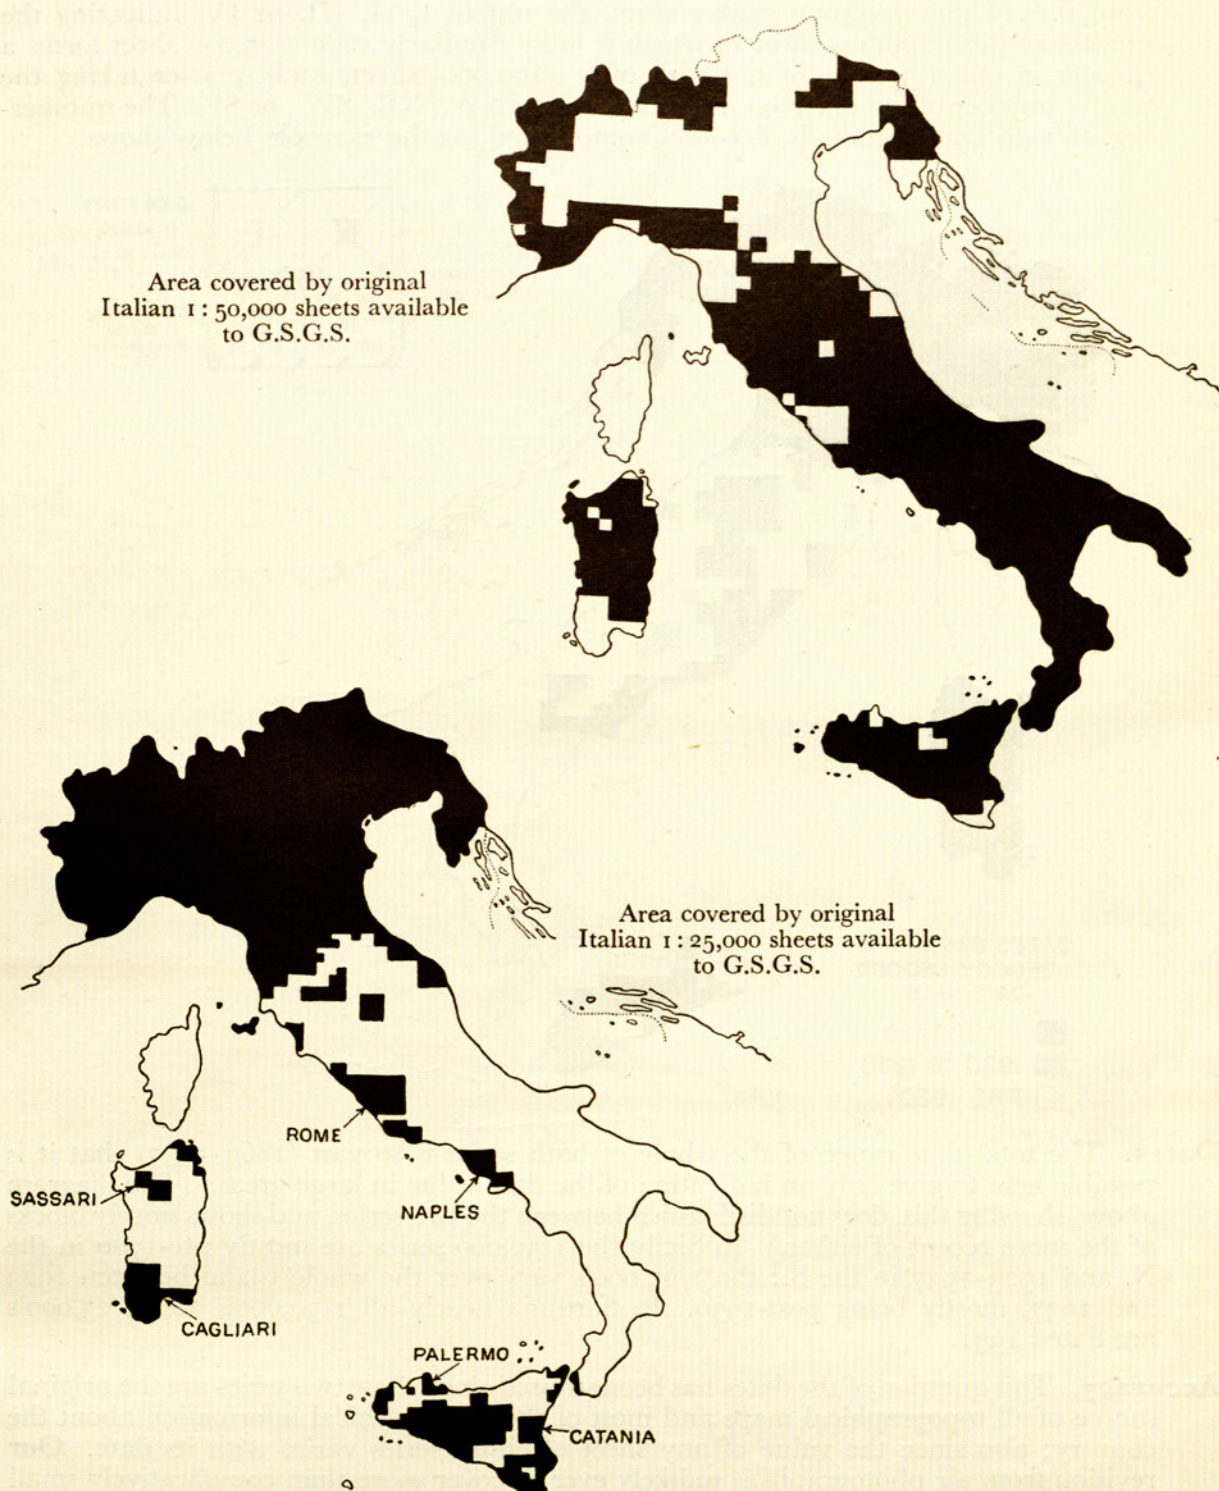 Area covered by original
Italian 1 : 50,000 sheets available
to G.S.G.S.
Area covered by original
Italian 1 : 25,000 sheets available
to G.S.G.S.
ROME
SASSARI
NAPLES
CAGLIARI
PALERMO
CATANIA